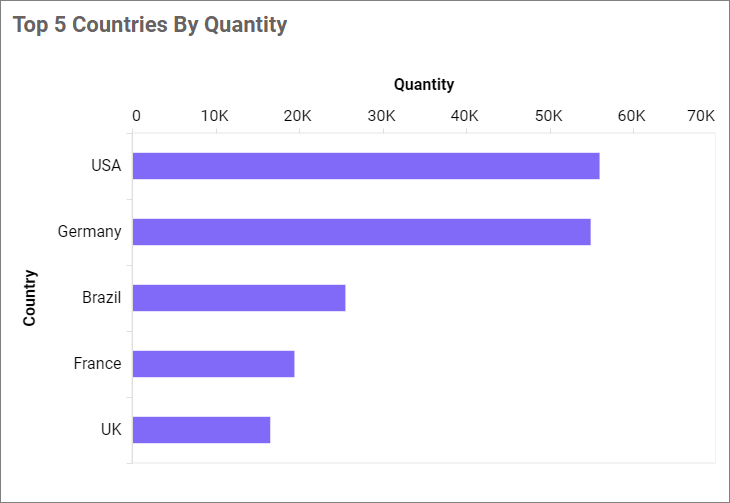 Top 5 Countries By Quantity
Quantity
0 10K 20K 30K 40K 50K 60K 70K
USA
Germany
Brazil
Country
France
UK